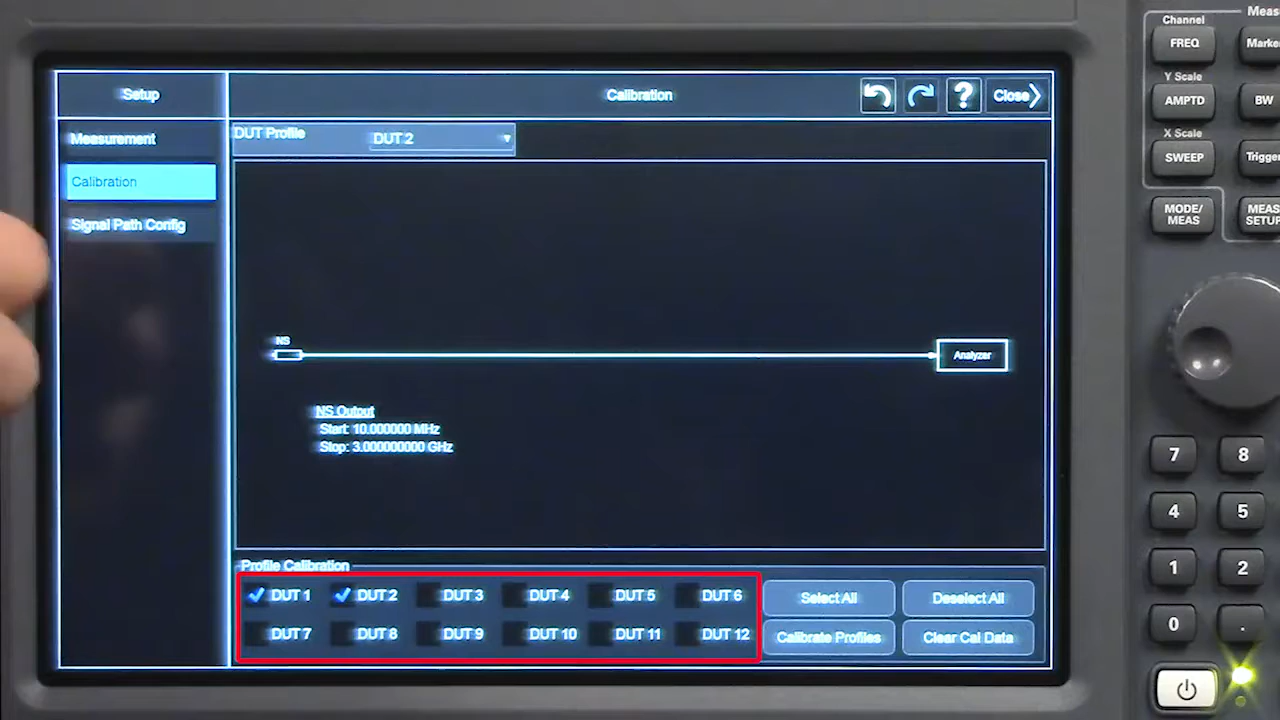 Setup
Calibration
?
Close
Measurement
Calibration
Signal Path Config
DUT Profile
DUT 2
NS
Analyzer
NS Output
Start: 10.000000 MHz
Stop: 3.000000000 GHz
Profile Calibration
DUT 1 DUT 2 DUT 3 DUT 4 DUT 5 DUT 6
DUT 7 DUT 8 DUT 9 DUT 10 DUT 11 DUT 12
Select All Deselect All
Calibrate Profiles Clear Cal Data
Channel
FREQ
Y Scale
AMPTD
BW
X Scale
SWEEP
MODE/
MEAS
MEAS
7 8
4 5
1 2
0 .